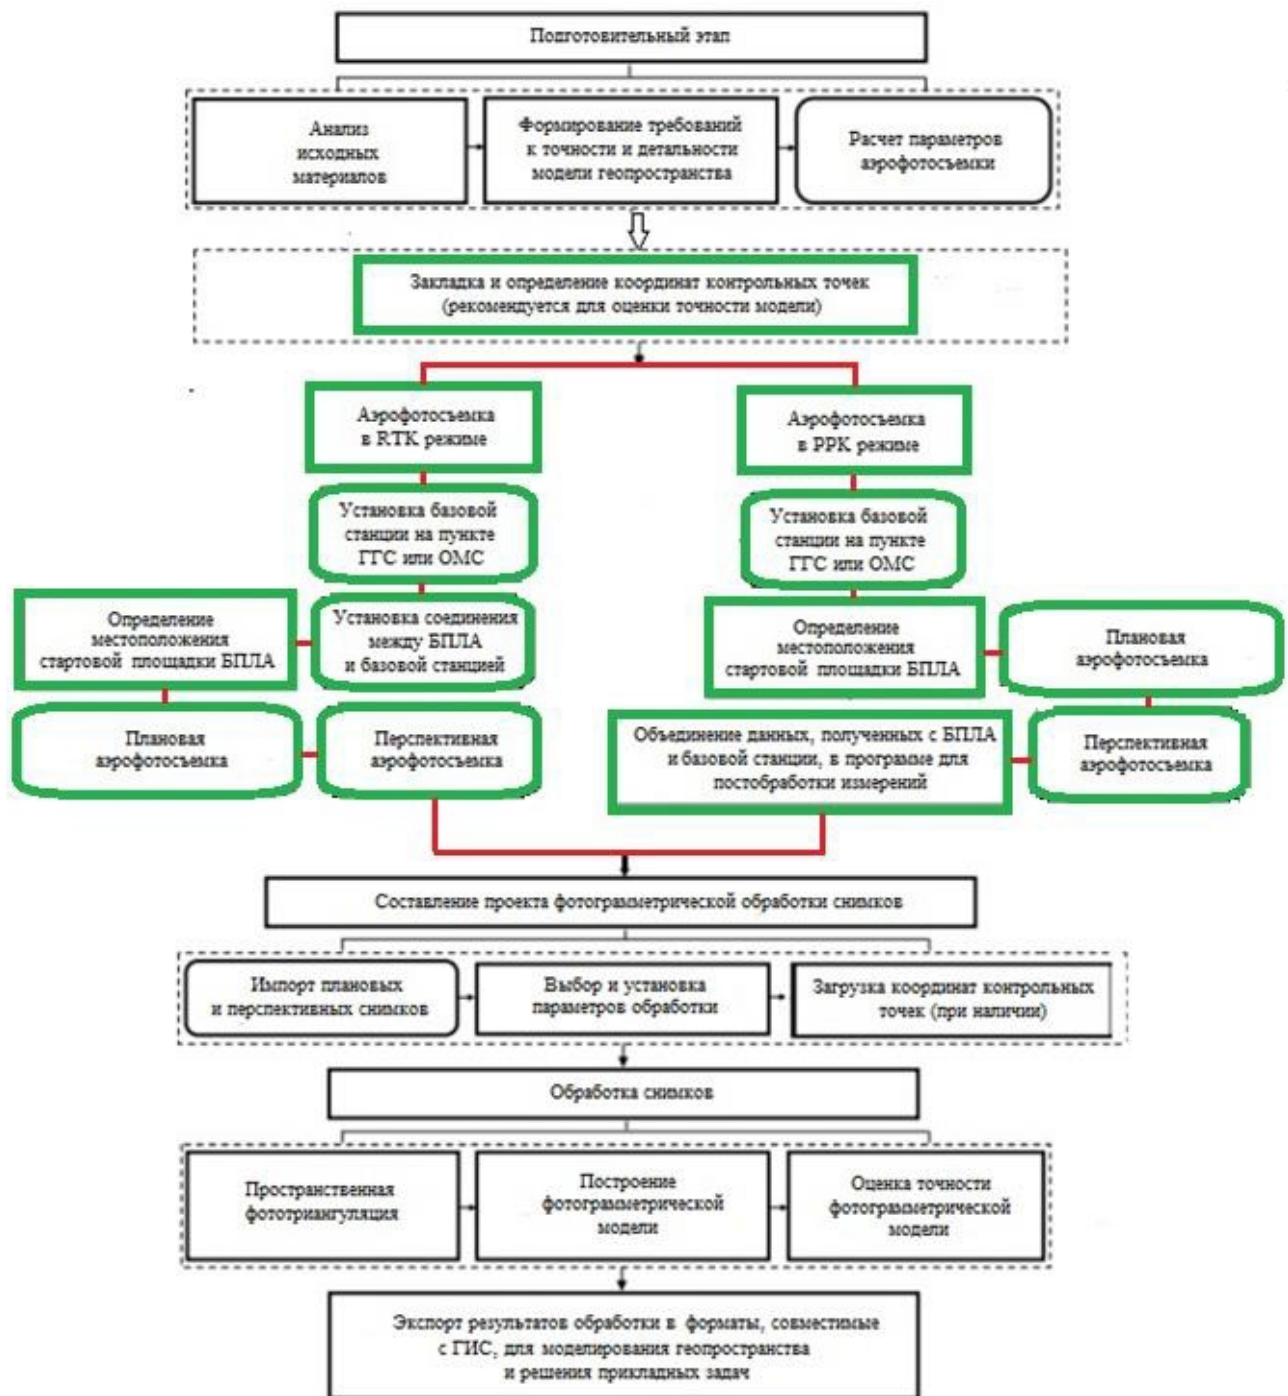 Подготовительный этап
Анализ
исходных
материалов
Формирование требований
к точности и детальности
модели геопространства
Расчет параметров
аэрофотосъемки
Закладка и определение координат контрольных точек
(рекомендуется для оценки точности модели)
Аэрофотосъемка
в RTK режиме
Аэрофотосъемка
в PPK режиме
Установка базовой
станции на пункте
ГГС или ОМС
Установка базовой
станции на пункте
ГГС или ОМС
Определение
местоположения
стартовой площадки БПЛА
Установка соединения
между БПЛА
и базовой станцией
Определение
местоположения
стартовой площадки БПЛА
Плановая
аэрофотосъемка
Плановая
аэрофотосъемка
Перспективная
аэрофотосъемка
Объединение данных, полученных с БПЛА
и базовой станции, в программе для
постобработки измерений
Перспективная
аэрофотосъемка
Составление проекта фотограмметрической обработки снимков
Импорт плановых
и перспективных снимков
Выбор и установка
параметров обработки
Загрузка координат контрольных
точек (при наличии)
Обработка снимков
Пространственная
фототриангуляция
Построение
фотограмметрической
модели
Оценка точности
фотограмметрической
модели
Экспорт результатов обработки в форматы, совместимые
с ГИС, для моделирования геопространства
и решения прикладных задач